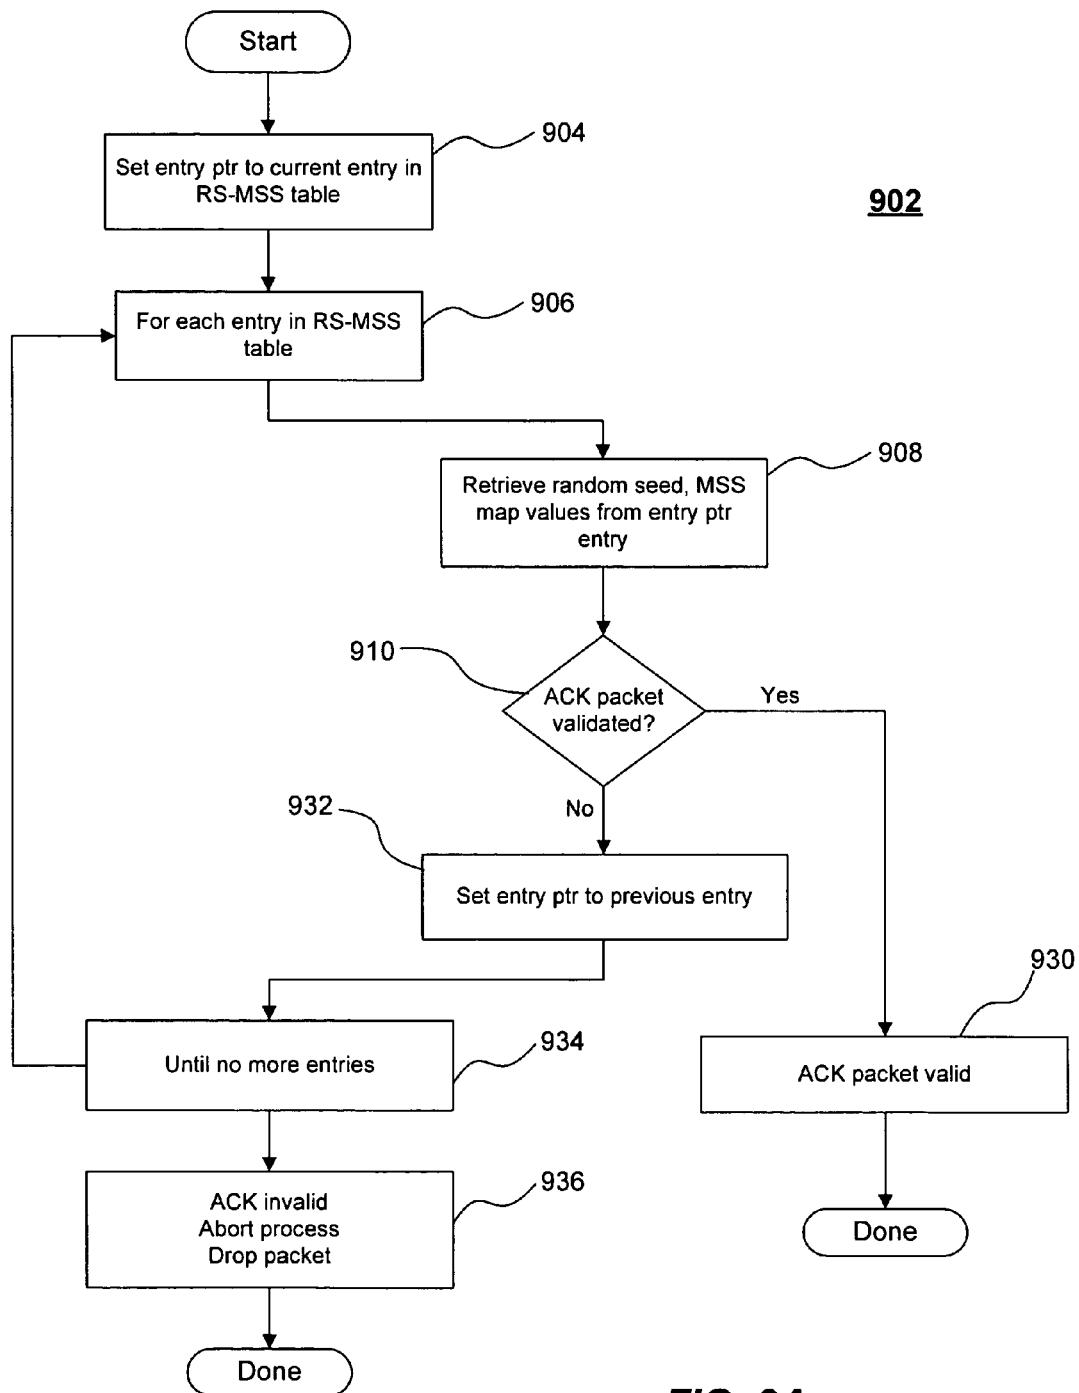 Start
904
Set entry ptr to current entry in
RS-MSS table
902
906
For each entry in RS-MSS
table
908
Retrieve random seed, MSS
map values from entry ptr
entry
910
ACK packet
validated?
Yes
No
932
Set entry ptr to previous entry
930
934
Until no more entries
ACK packet valid
936
ACK invalid
Abort process
Drop packet
Done
Done